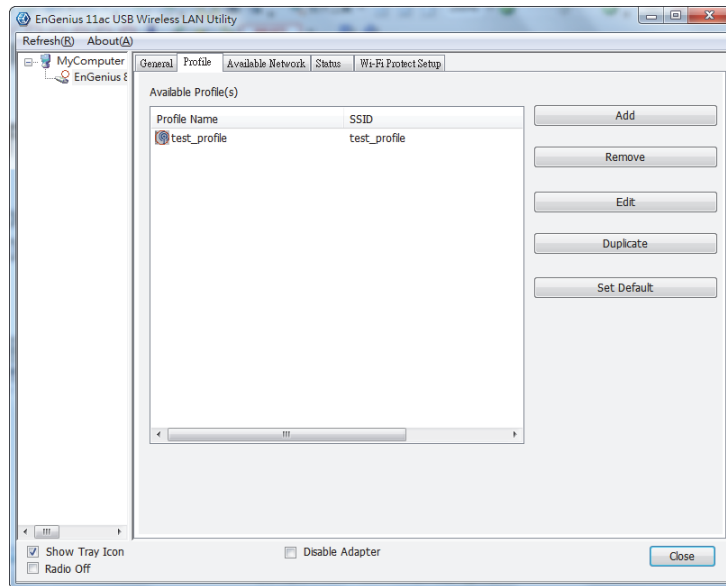 EnGenius 11ac USB Wireless LAN Utility
Refresh(R) About(A)
MyComputer
EnGenius 8
General Profile Available Network Status Wi-Fi Protect Setup
Available Profile(s)
Profile Name SSID
test_profile test_profile
Add
Remove
Edit
Duplicate
Set Default
Show Tray Icon
Radio Off
Disable Adapter
Close